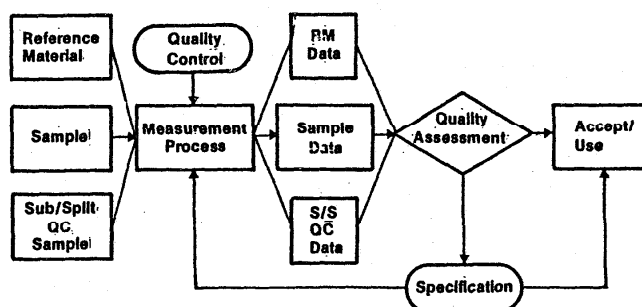 Reference
Material
Quality
Control
RM
Data
Sample
Measurement
Process
Sample
Data
Quality
Assessment
Accept/
Use
Sub/Split
QC
Sample
S/S
QC
Data
Specification